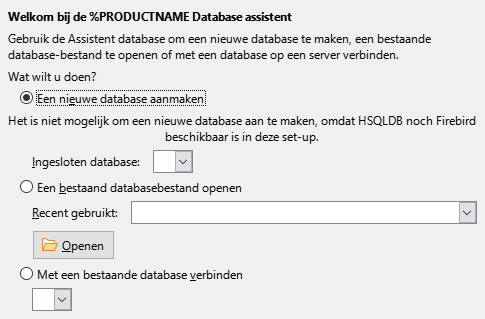 Welkom bij de %PRODUCTNAME Database assistent
Gebruik de Assistent database om een nieuwe database te maken, een bestaande
database-bestand te openen of met een database op een server verbinden.
Wat wilt u doen?
Een nieuwe database aanmaken
Het is niet mogelijk om een nieuwe database aan te maken, omdat HSQLDB noch Firebird
beschikbaar is in deze set-up.
Ingesloten database:
Een bestaand databasebestand openen
Recent gebruikt:
Openen
Met een bestaande database verbinden